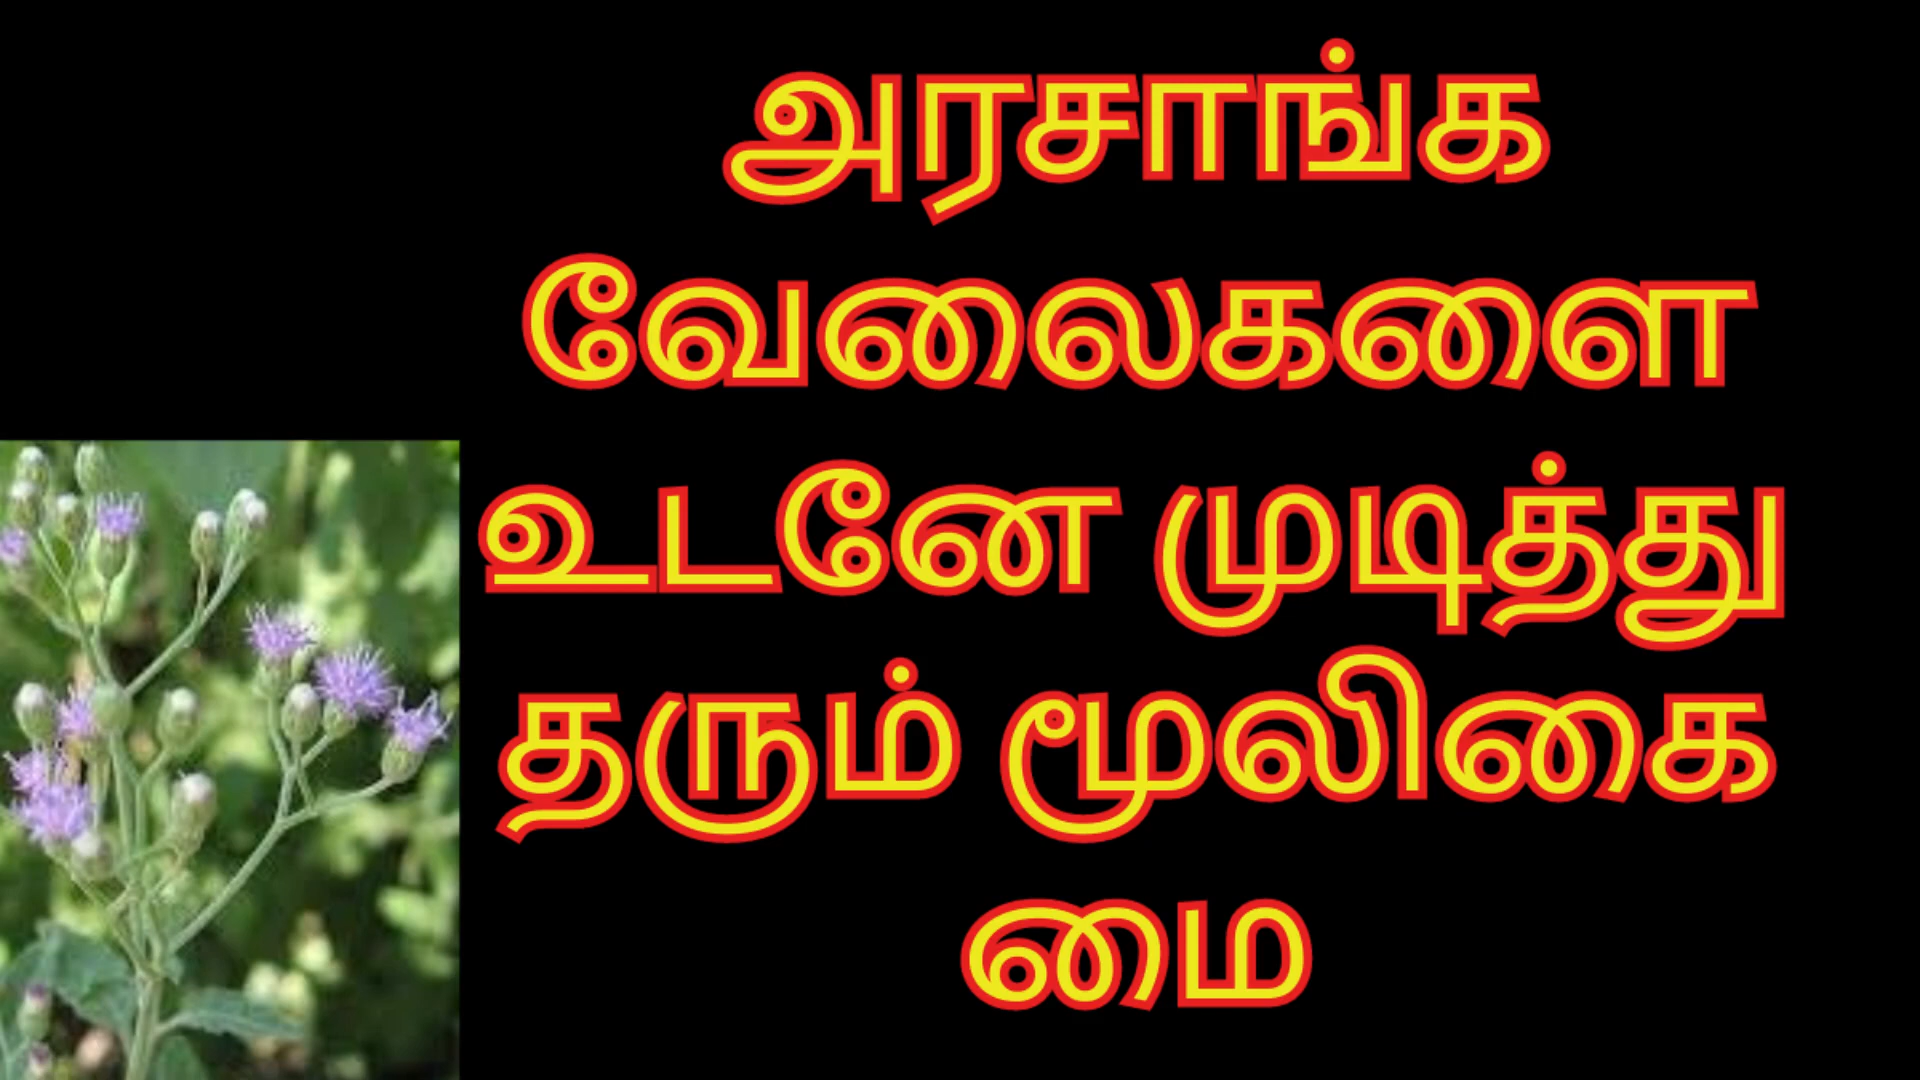 அரசாங்க
வேலைகளை
உடனே முடித்து
தரும் மூலிகை
மை